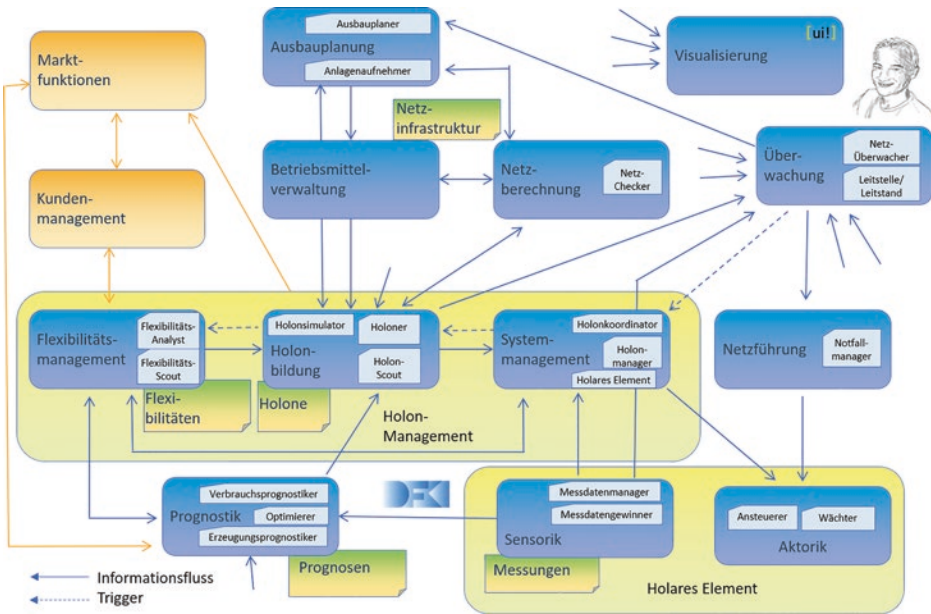 Markt-
funktionen
Kunden-
management
Ausbauplaner
Ausbauplanung
Anlagenaufnehmer
Netz-
infrastruktur
Betriebsmittel-
verwaltung
Netz-
berechnung
Netz-
Checker
[ui!]
Visualisierung
Über-
wachung
Netz-
Überwacher
Leitstelle/
Leitstand
Flexibilitäts-
management
Flexibilitäts-
Analyst
Flexibilitäts-
Scout
Flexi-
bilitäten
Holonsimulator
Holoner
Holon-
bildung
Holon-
Scout
Holone
Holonkoordinator
System-
management
Holon-
manager
Holares Element
Holon-
Management
Netzführung
Notfall-
manager
Verbrauchsprognostiker
Prognostik
Optimierer
Erzeugungsprognostiker
Prognosen
DFK
Messdatenmanager
Messdatengewinner
Sensorik
Messungen
Ansteuerer
Wächter
Aktorik
Holares Element
Informationsfluss
Trigger